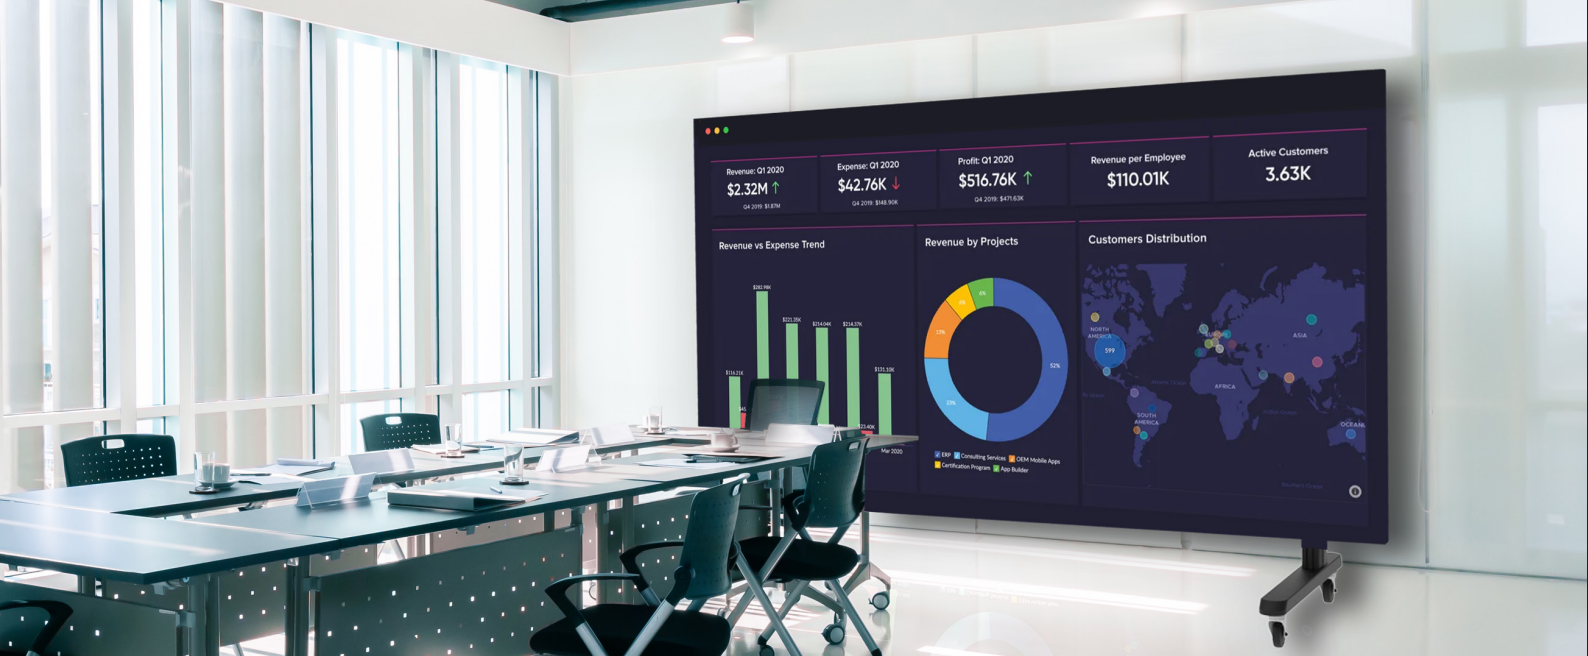 Revenue: Q1 2020
$2.32M ↑
Q4 2019: $1.87M
Expense: Q1 2020
$42.76K ↓
Q4 2019: $148.90K
Profit: Q1 2020
$516.76K ↑
Q4 2019: $471.63K
Revenue per Employee
$110.01K
Active Customers
3.63K
Revenue vs Expense Trend
$282.98K
$221.35K
$214.04K
$214.37K
$116.21K
$131.10K
Mar 2020
Revenue by Projects
6%
13%
52%
ERP
Consulting Services
OEM Mobile Apps
Certification Program
App Builder
Customers Distribution
NORTH
AMERICA
599
ASIA
AFRICA
SOUTH
AMERICA
OCEANI